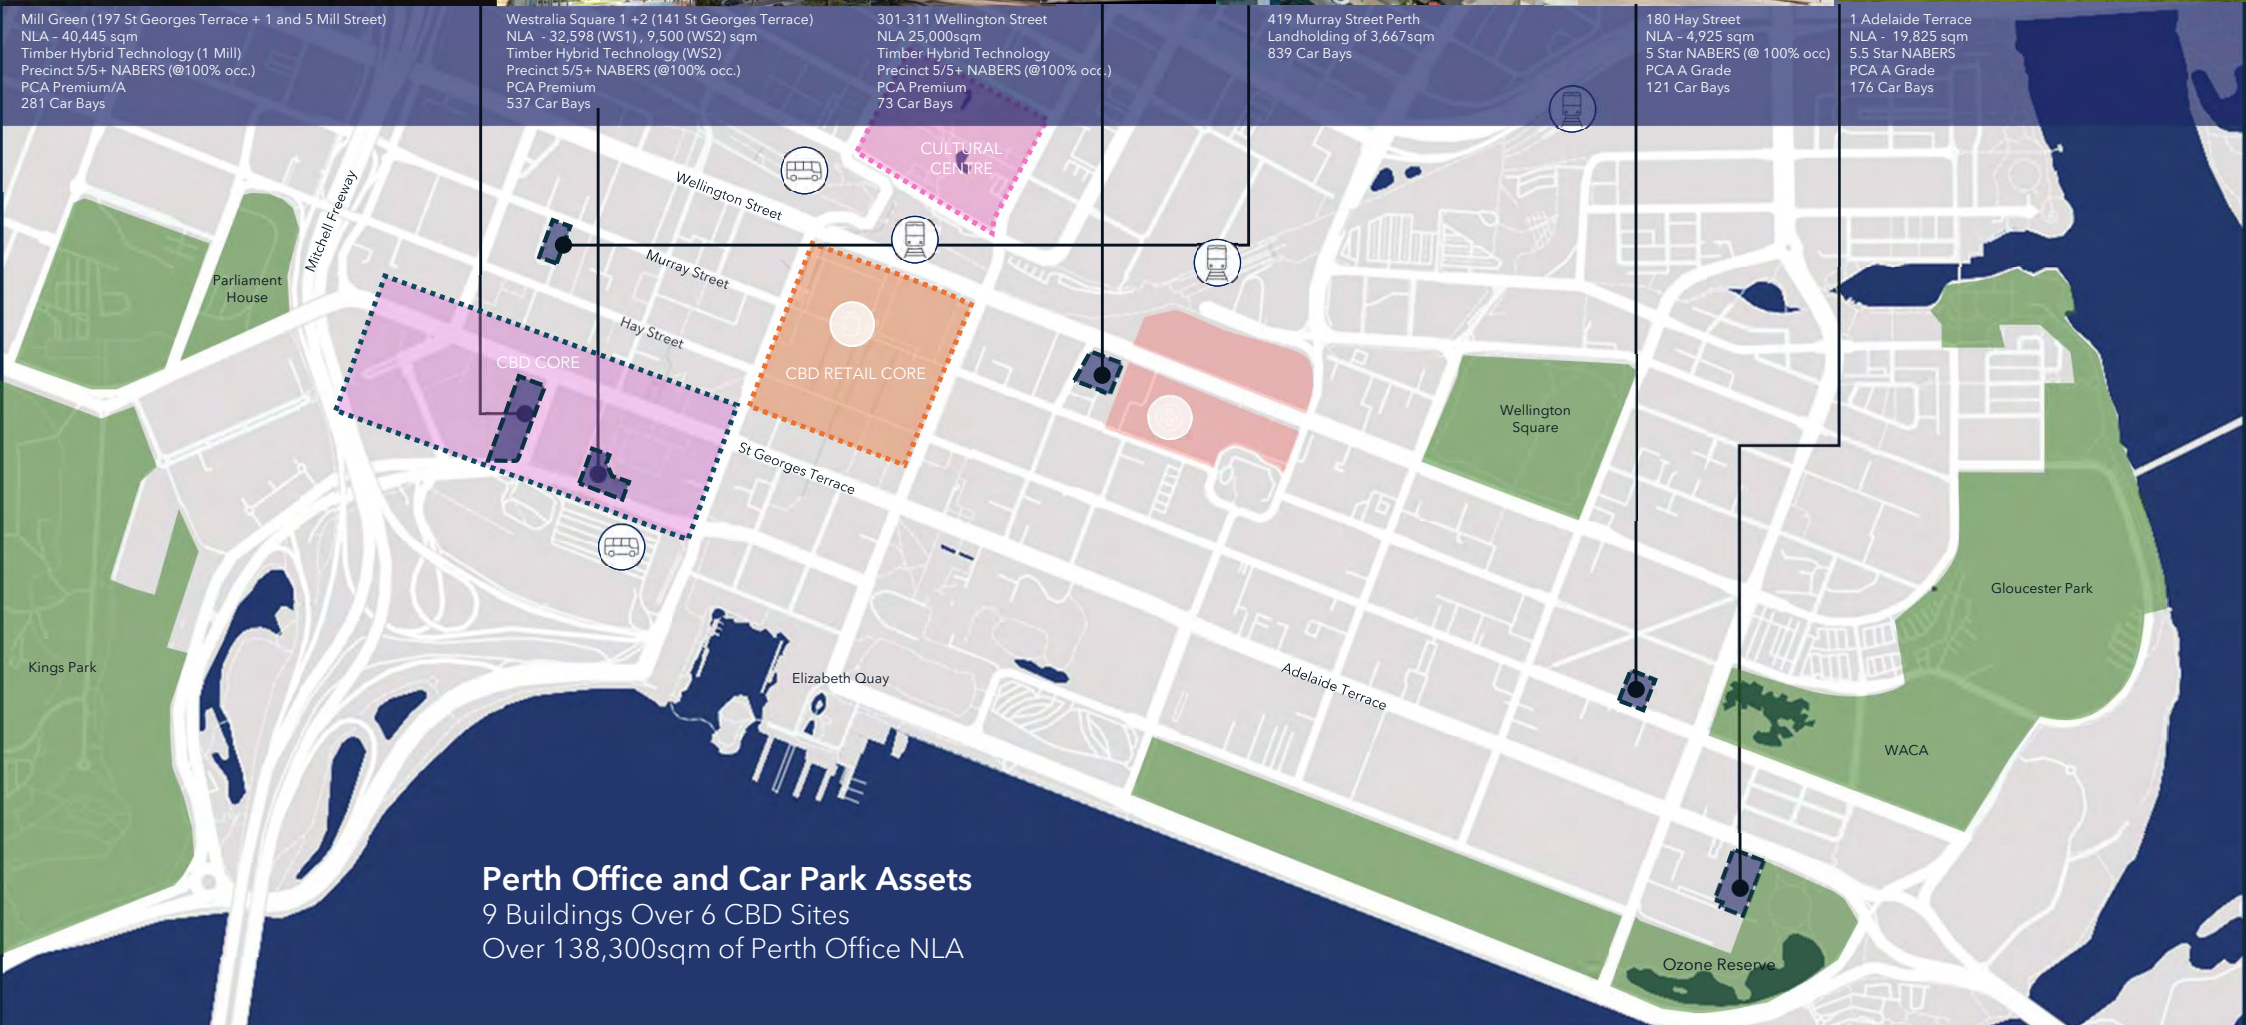 Mill Green (197 St Georges Terrace + 1 and 5 Mill Street)
NLA – 40,445 sqm
Timber Hybrid Technology (1 Mill)
Precinct 5/5+ NABERS (@100% occ.)
PCA Premium/A
281 Car Bays
Westralia Square 1 +2 (141 St Georges Terrace)
NLA - 32,598 (WS1) , 9,500 (WS2) sqm
Timber Hybrid Technology (WS2)
Precinct 5/5+ NABERS (@100% occ.)
PCA Premium
537 Car Bays
301-311 Wellington Street
NLA 25,000sqm
Timber Hybrid Technology
Precinct 5/5+ NABERS (@100% occ.)
PCA Premium
73 Car Bays
419 Murray Street Perth
Landholding of 3,667sqm
839 Car Bays
180 Hay Street
NLA – 4,925 sqm
5 Star NABERS (@ 100% occ)
PCA A Grade
121 Car Bays
1 Adelaide Terrace
NLA - 19,825 sqm
5.5 Star NABERS
PCA A Grade
176 Car Bays
CULTURAL
CENTRE
Wellington Street
Mitchell Freeway
Murray Street
Parliament
House
Hay Street
CBD CORE
CBD RETAIL CORE
Wellington
Square
St Georges Terrace
Gloucester Park
Kings Park
Elizabeth Quay
Adelaide Terrace
WACA
Perth Office and Car Park Assets
9 Buildings Over 6 CBD Sites
Over 138,300sqm of Perth Office NLA
Ozone Reserve